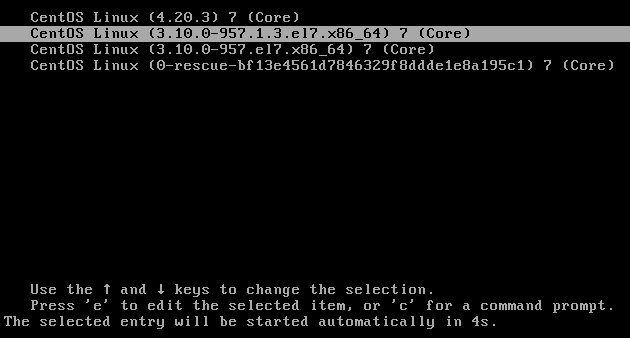 CentOS Linux (4.20.3) 7 (Core)
CentOS Linux (3.10.0-957.1.3.el7.x86_64) 7 (Core)
CentOS Linux (3.10.0-957.el7.x86_64) 7 (Core)
CentOS Linux (0-rescue-bf13e4561d7846329f8ddde1e8a195c1) 7 (Core)
Use the ↑ and ↓ keys to change the selection.
Press 'e' to edit the selected item, or 'c' for a command prompt.
The selected entry will be started automatically in 4s.